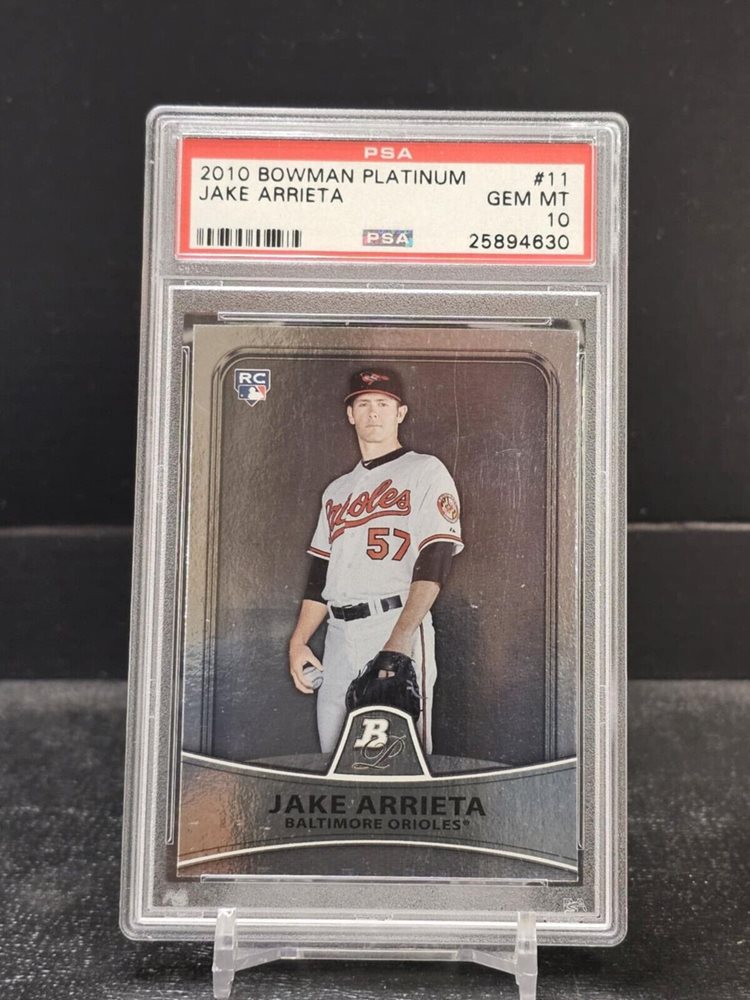 PSA
2010 BOWMAN PLATINUM #11
JAKE ARRIETA GEM MT
10
PSA 25894630
RC
Orioles
57
B
P
JAKE ARRIETA
BALTIMORE ORIOLES®